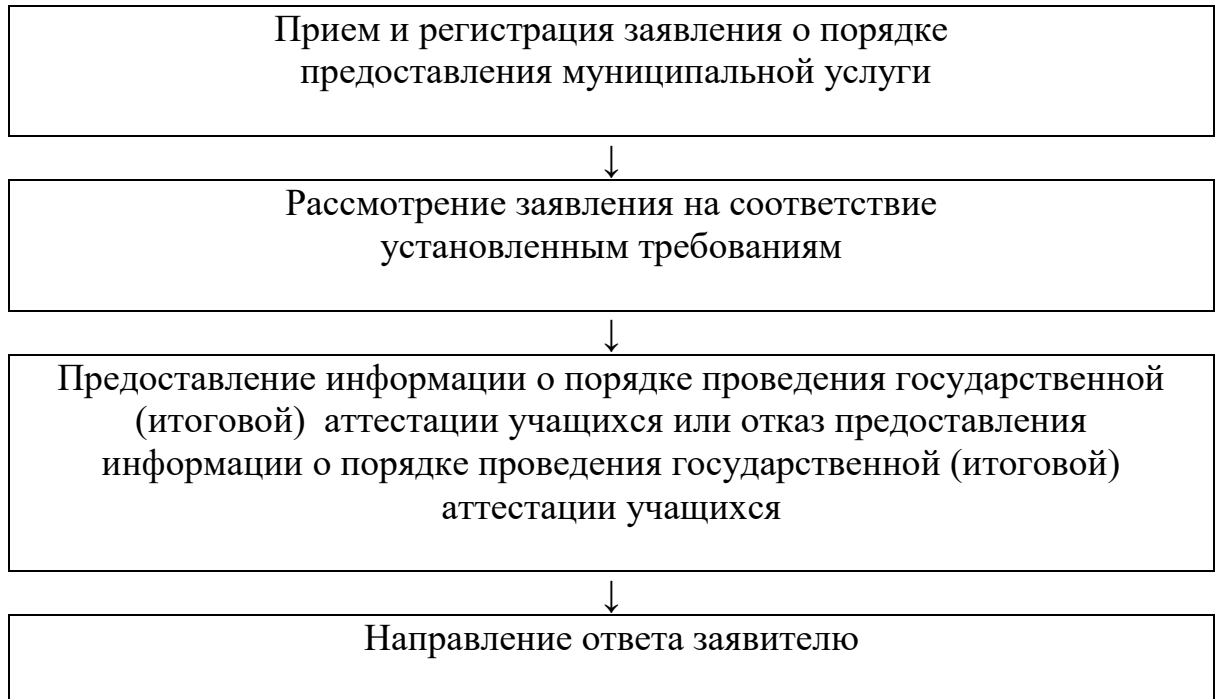 Прием и регистрация заявления о порядке
предоставления муниципальной услуги
↓
Рассмотрение заявления на соответствие
установленным требованиям
↓
Предоставление информации о порядке проведения государственной
(итоговой) аттестации учащихся или отказ предоставления
информации о порядке проведения государственной (итоговой)
аттестации учащихся
↓
Направление ответа заявителю